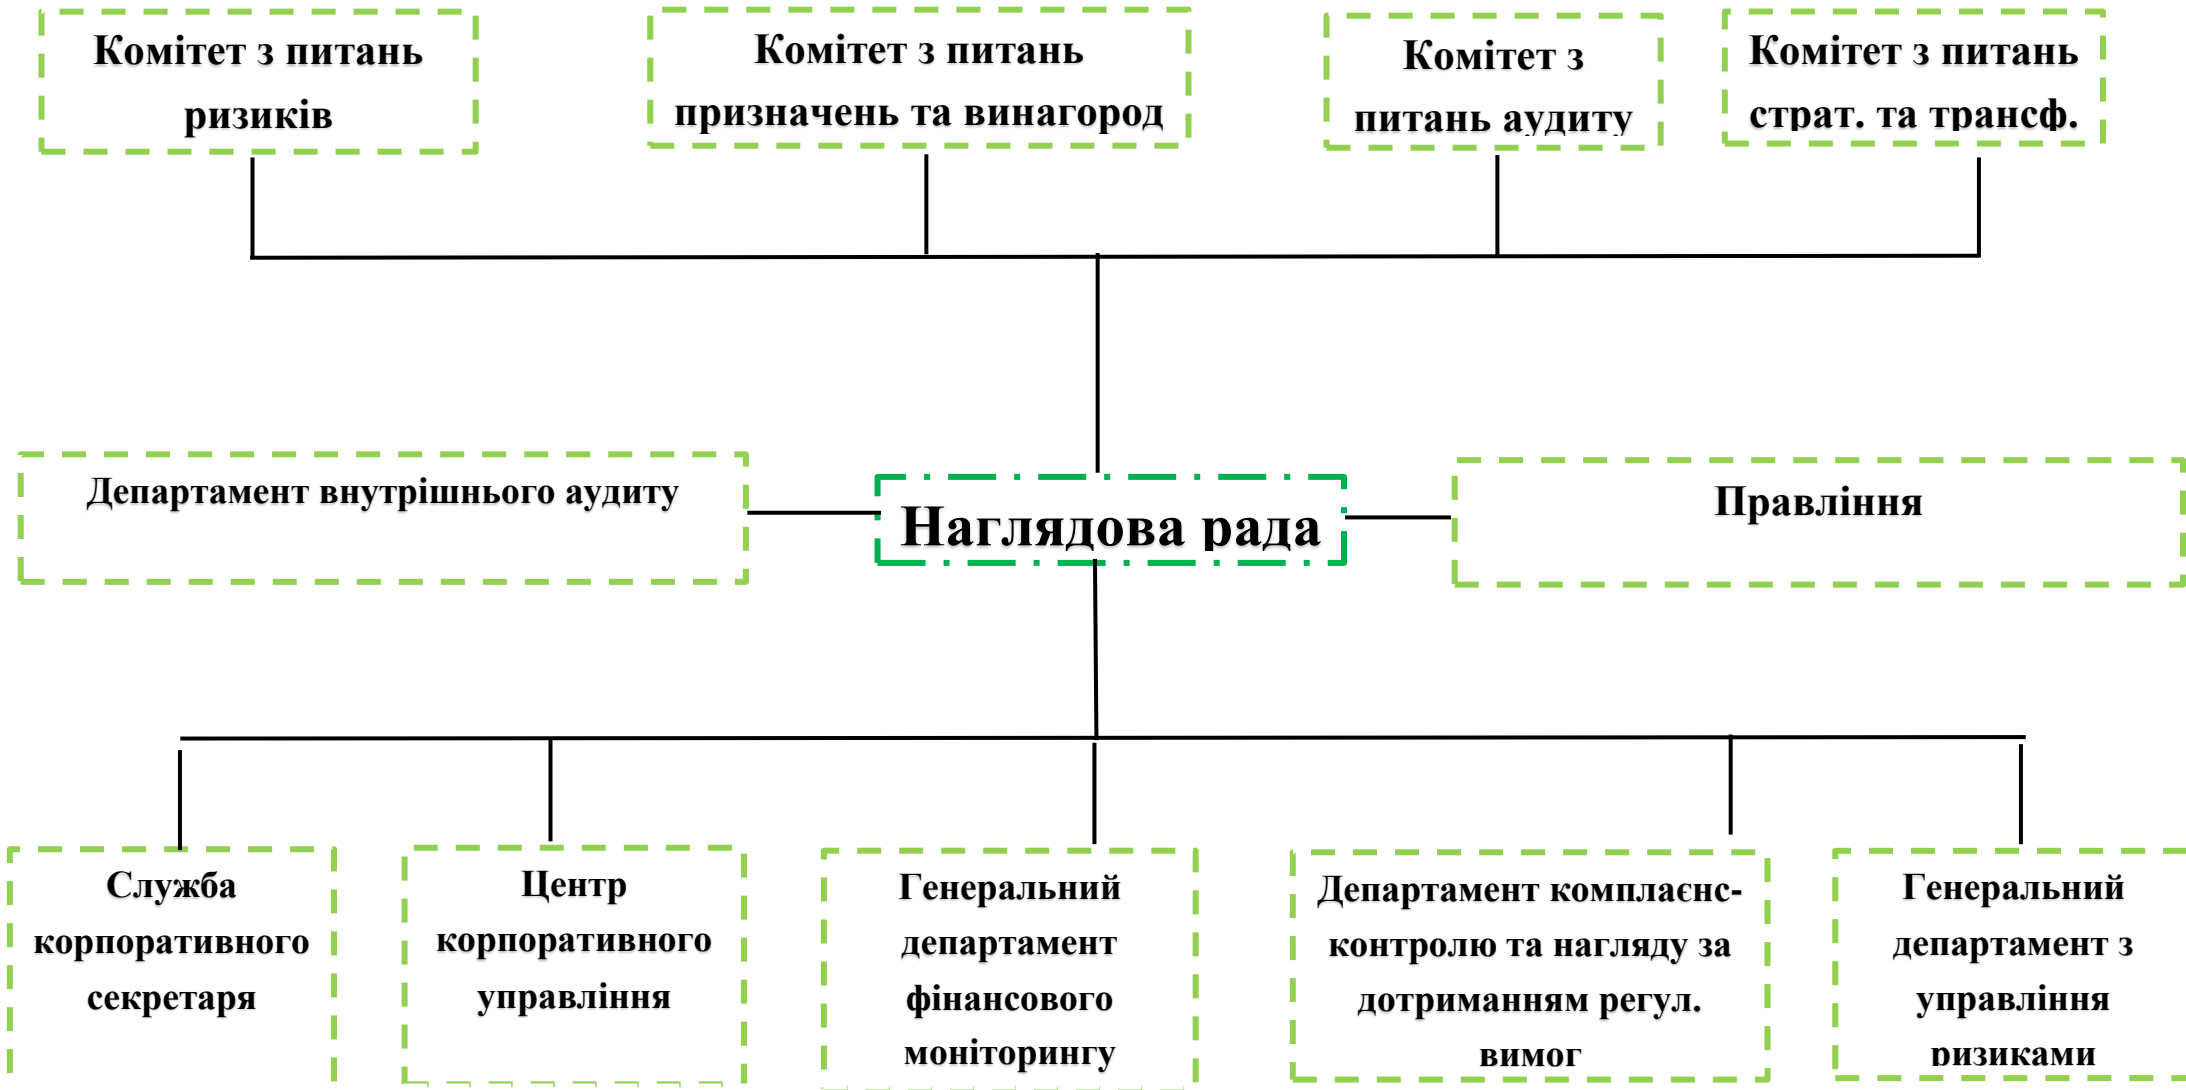 Комітет з питань
ризиків
Комітет з питань
призначень та винагород
Комітет з
питань аудиту
Комітет з питань
страт. та трансф.
Департамент внутрішнього аудиту
Наглядова рада
Правління
Служба
корпоративного
секретаря
Центр
корпоративного
управління
Генеральний
департамент
фінансового
моніторингу
Департамент комплаєнс-
контролю та нагляду за
дотриманням регул.
вимог
Генеральний
департамент з
управління
ризиками